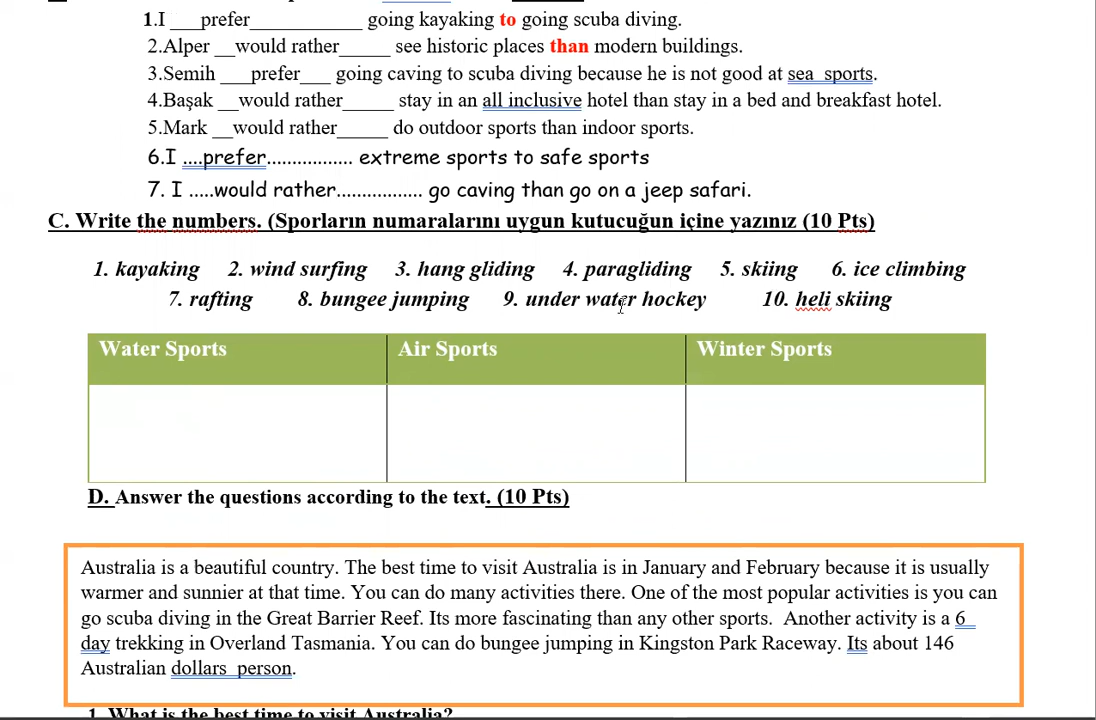 1.I ___prefer____________ going kayaking to going scuba diving.
2.Alper __would rather_____ see historic places than modern buildings.
3.Semih ___prefer___ going caving to scuba diving because he is not good at sea sports.
4.Başak __would rather_____ stay in an all inclusive hotel than stay in a bed and breakfast hotel.
5.Mark __would rather_____ do outdoor sports than indoor sports.
6.I ....prefer................. extreme sports to safe sports
7. I .....would rather................. go caving than go on a jeep safari.
C. Write the numbers. (Sporların numaralarını uygun kutucuğun içine yazınız (10 Pts)
1. kayaking 2. wind surfing 3. hang gliding 4. paragliding 5. skiing 6. ice climbing
7. rafting 8. bungee jumping 9. under water hockey 10. heli skiing
Water Sports Air Sports Winter Sports
D. Answer the questions according to the text. (10 Pts)
Australia is a beautiful country. The best time to visit Australia is in January and February because it is usually
warmer and sunnier at that time. You can do many activities there. One of the most popular activities is you can
go scuba diving in the Great Barrier Reef. Its more fascinating than any other sports. Another activity is a 6
day trekking in Overland Tasmania. You can do bungee jumping in Kingston Park Raceway. Its about 146
Australian dollars person.
1. What is the best time to visit Australia?